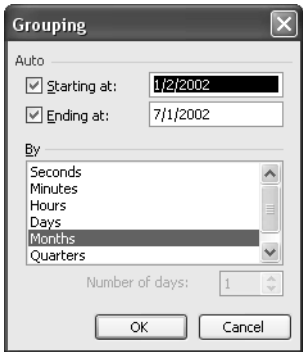 Grouping
Auto
Starting at: 1/2/2002
Ending at: 7/1/2002
By
Seconds
Minutes
Hours
Days
Months
Quarters
Number of days: 1
OK Cancel